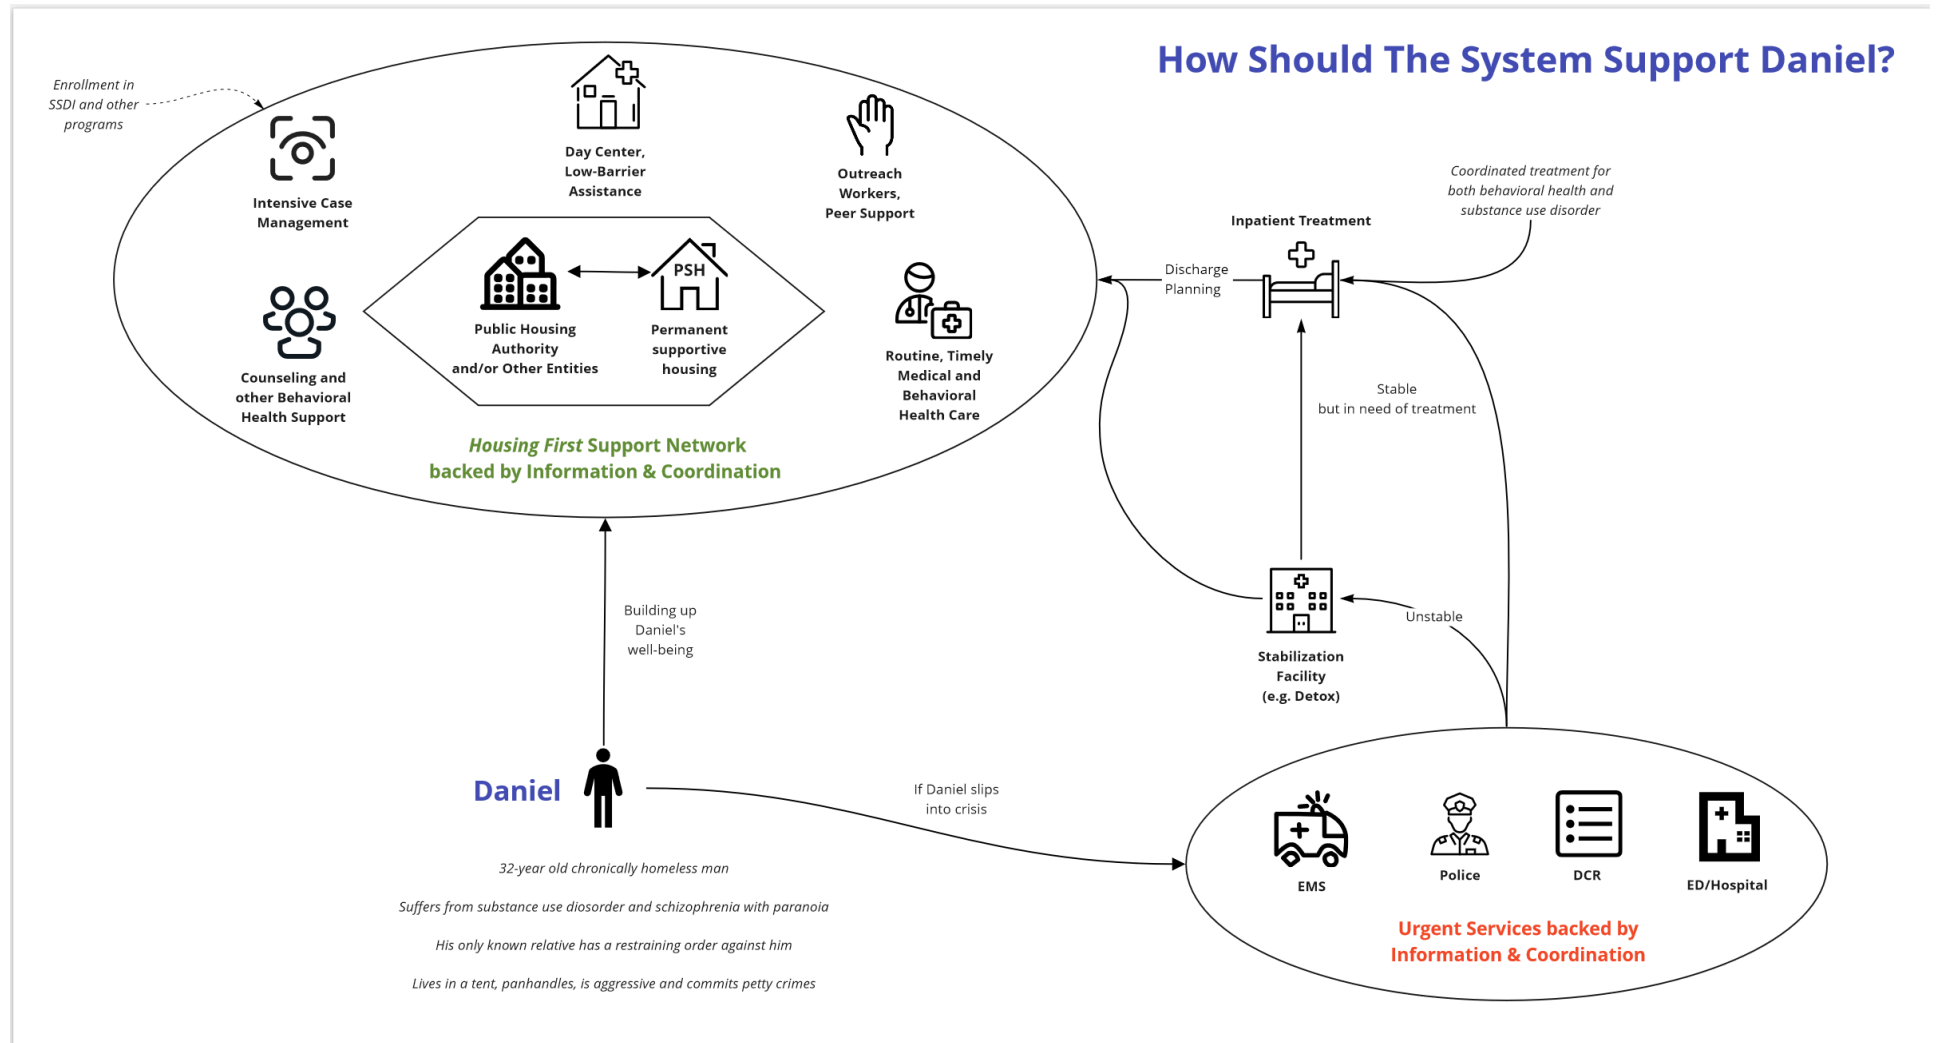 How Should The System Support Daniel?
Enrollment in
SSDI and other
programs
Intensive Case
Management
Day Center,
Low-Barrier
Assistance
Outreach
Workers,
Peer Support
Counseling and
other Behavioral
Health Support
Public Housing
Authority
and/or Other Entities
PSH
Permanent
supportive
housing
Routine, Timely
Medical and
Behavioral
Health Care
Housing First Support Network
backed by Information & Coordination
Coordinated treatment for
both behavioral health and
substance use disorder
Inpatient Treatment
Discharge
Planning
Stable
but in need of treatment
Unstable
Stabilization
Facility
(e.g. Detox)
Building up
Daniel's
well-being
Daniel
If Daniel slips
into crisis
32-year old chronically homeless man
Suffers from substance use diosorder and schizophrenia with paranoia
His only known relative has a restraining order against him
Lives in a tent, panhandles, is aggressive and commits petty crimes
EMS
Police
DCR
ED/Hospital
Urgent Services backed by
Information & Coordination